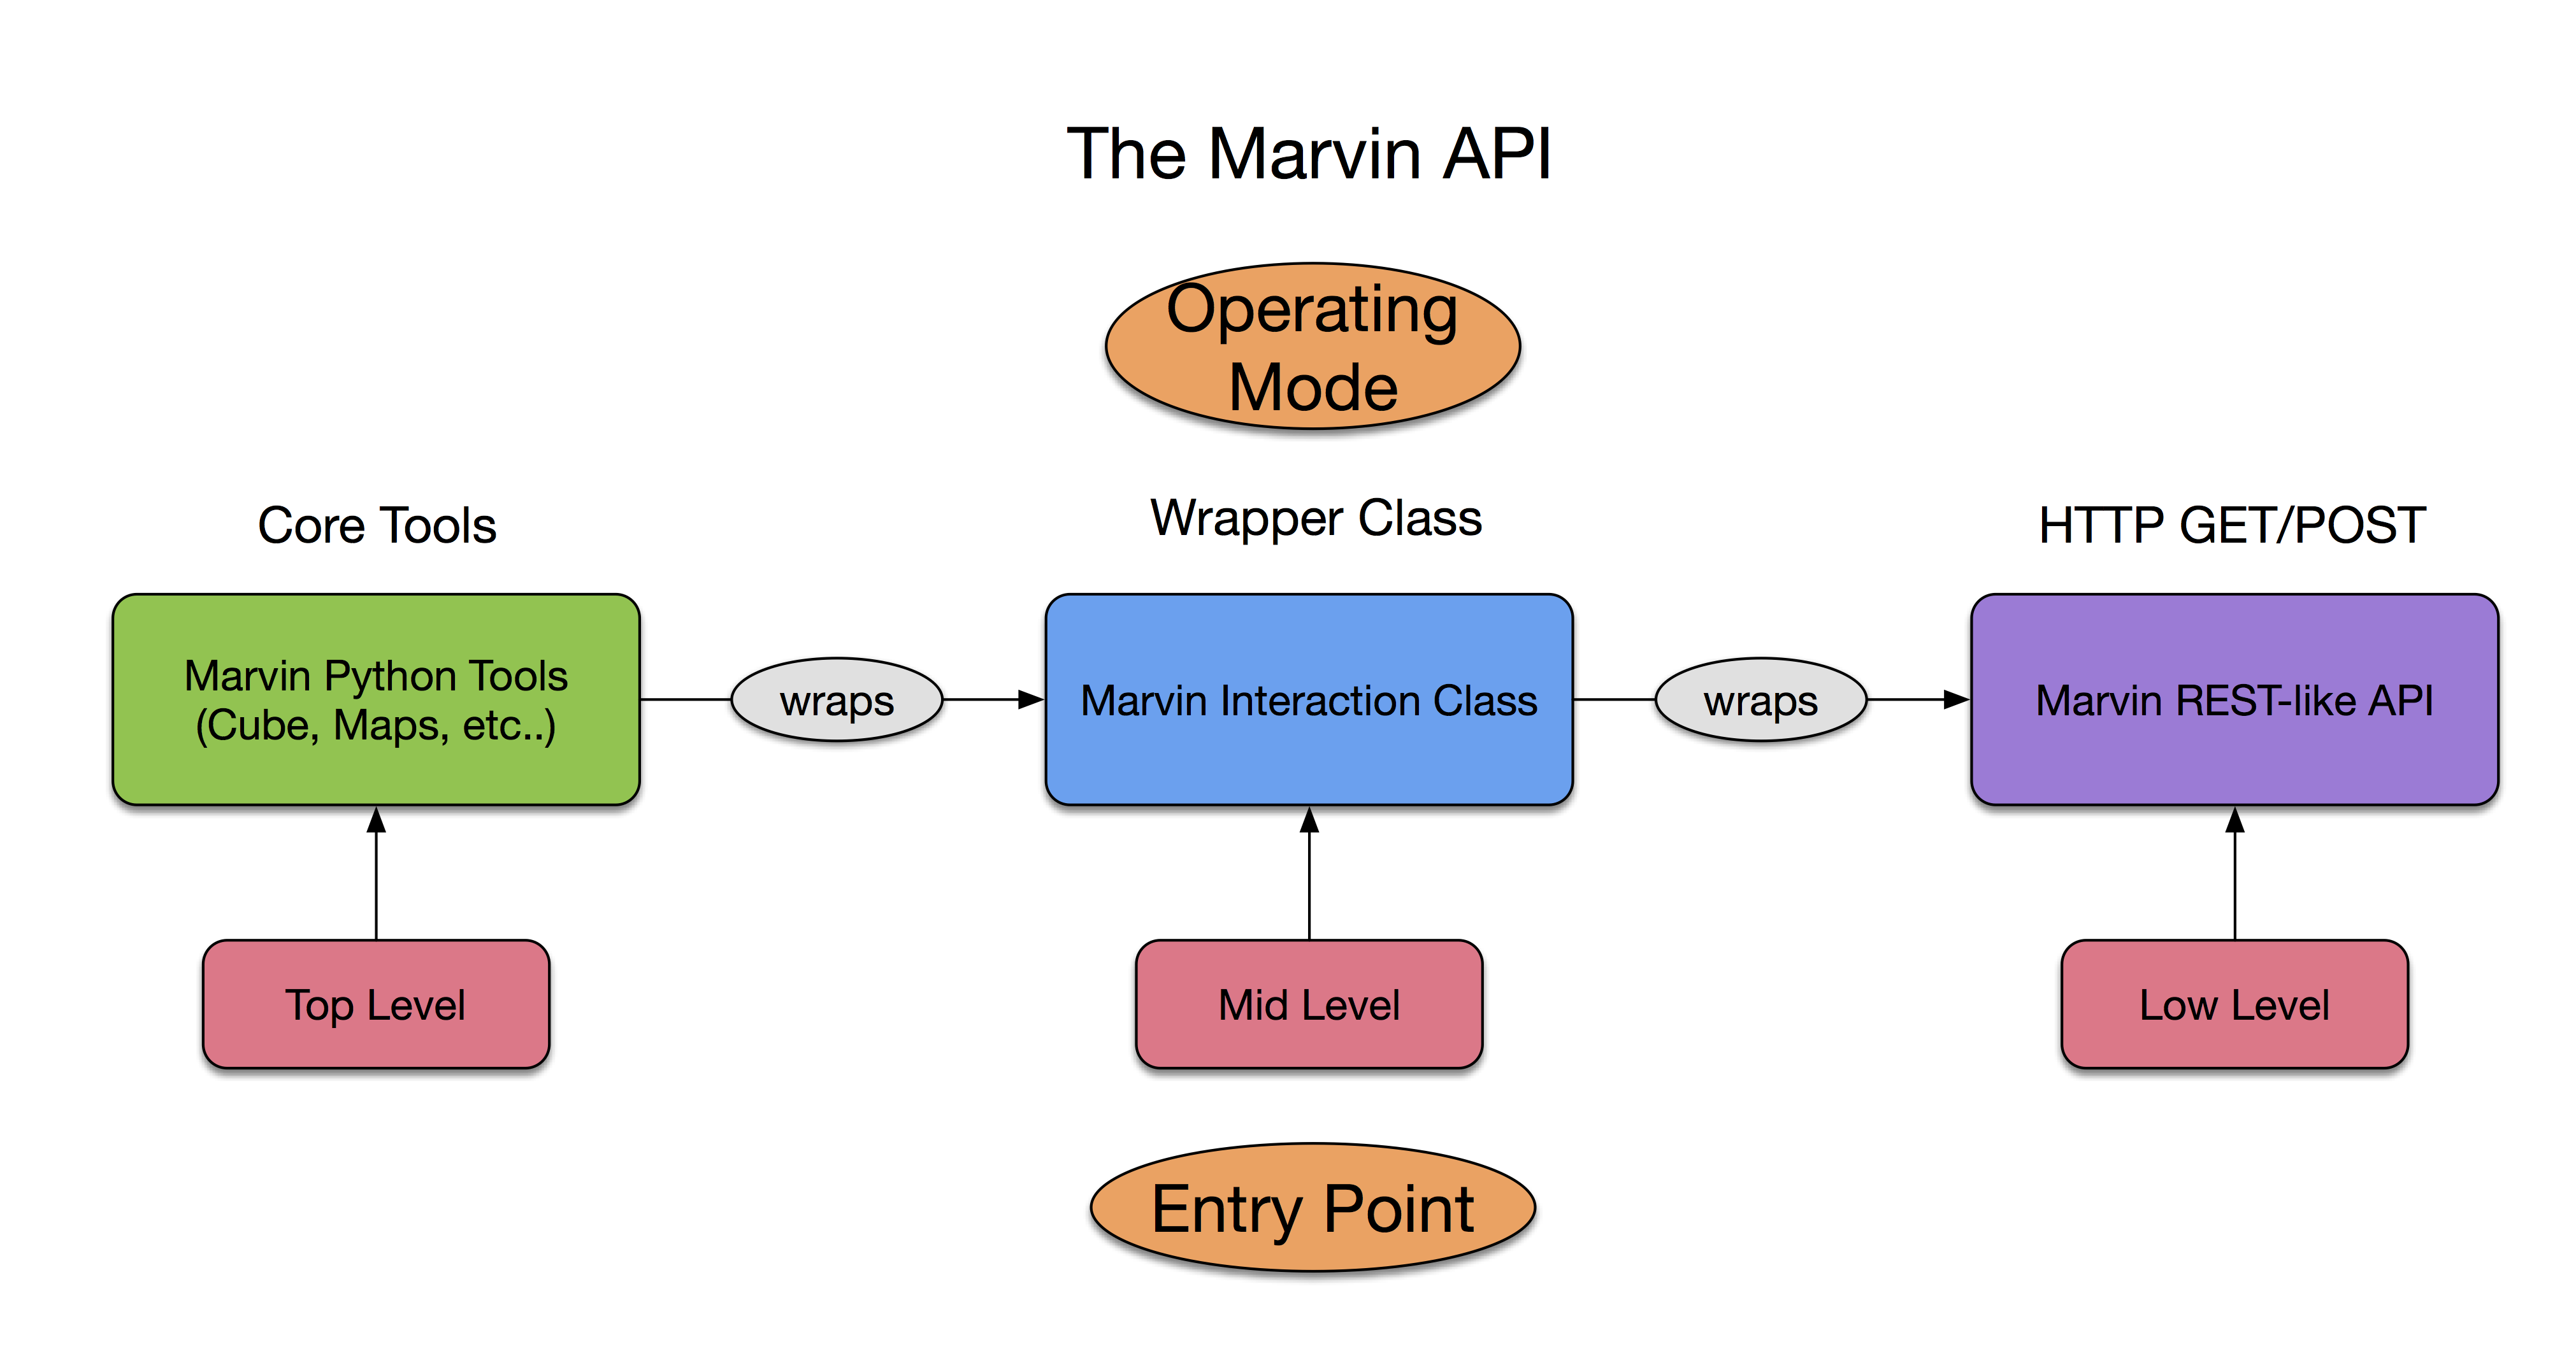 The Marvin API
Operating
Mode
Core Tools
Wrapper Class
HTTP GET/POST
Marvin Python Tools
(Cube, Maps, etc..)
wraps
Marvin Interaction Class
wraps
Marvin REST-like API
Top Level
Mid Level
Low Level
Entry Point